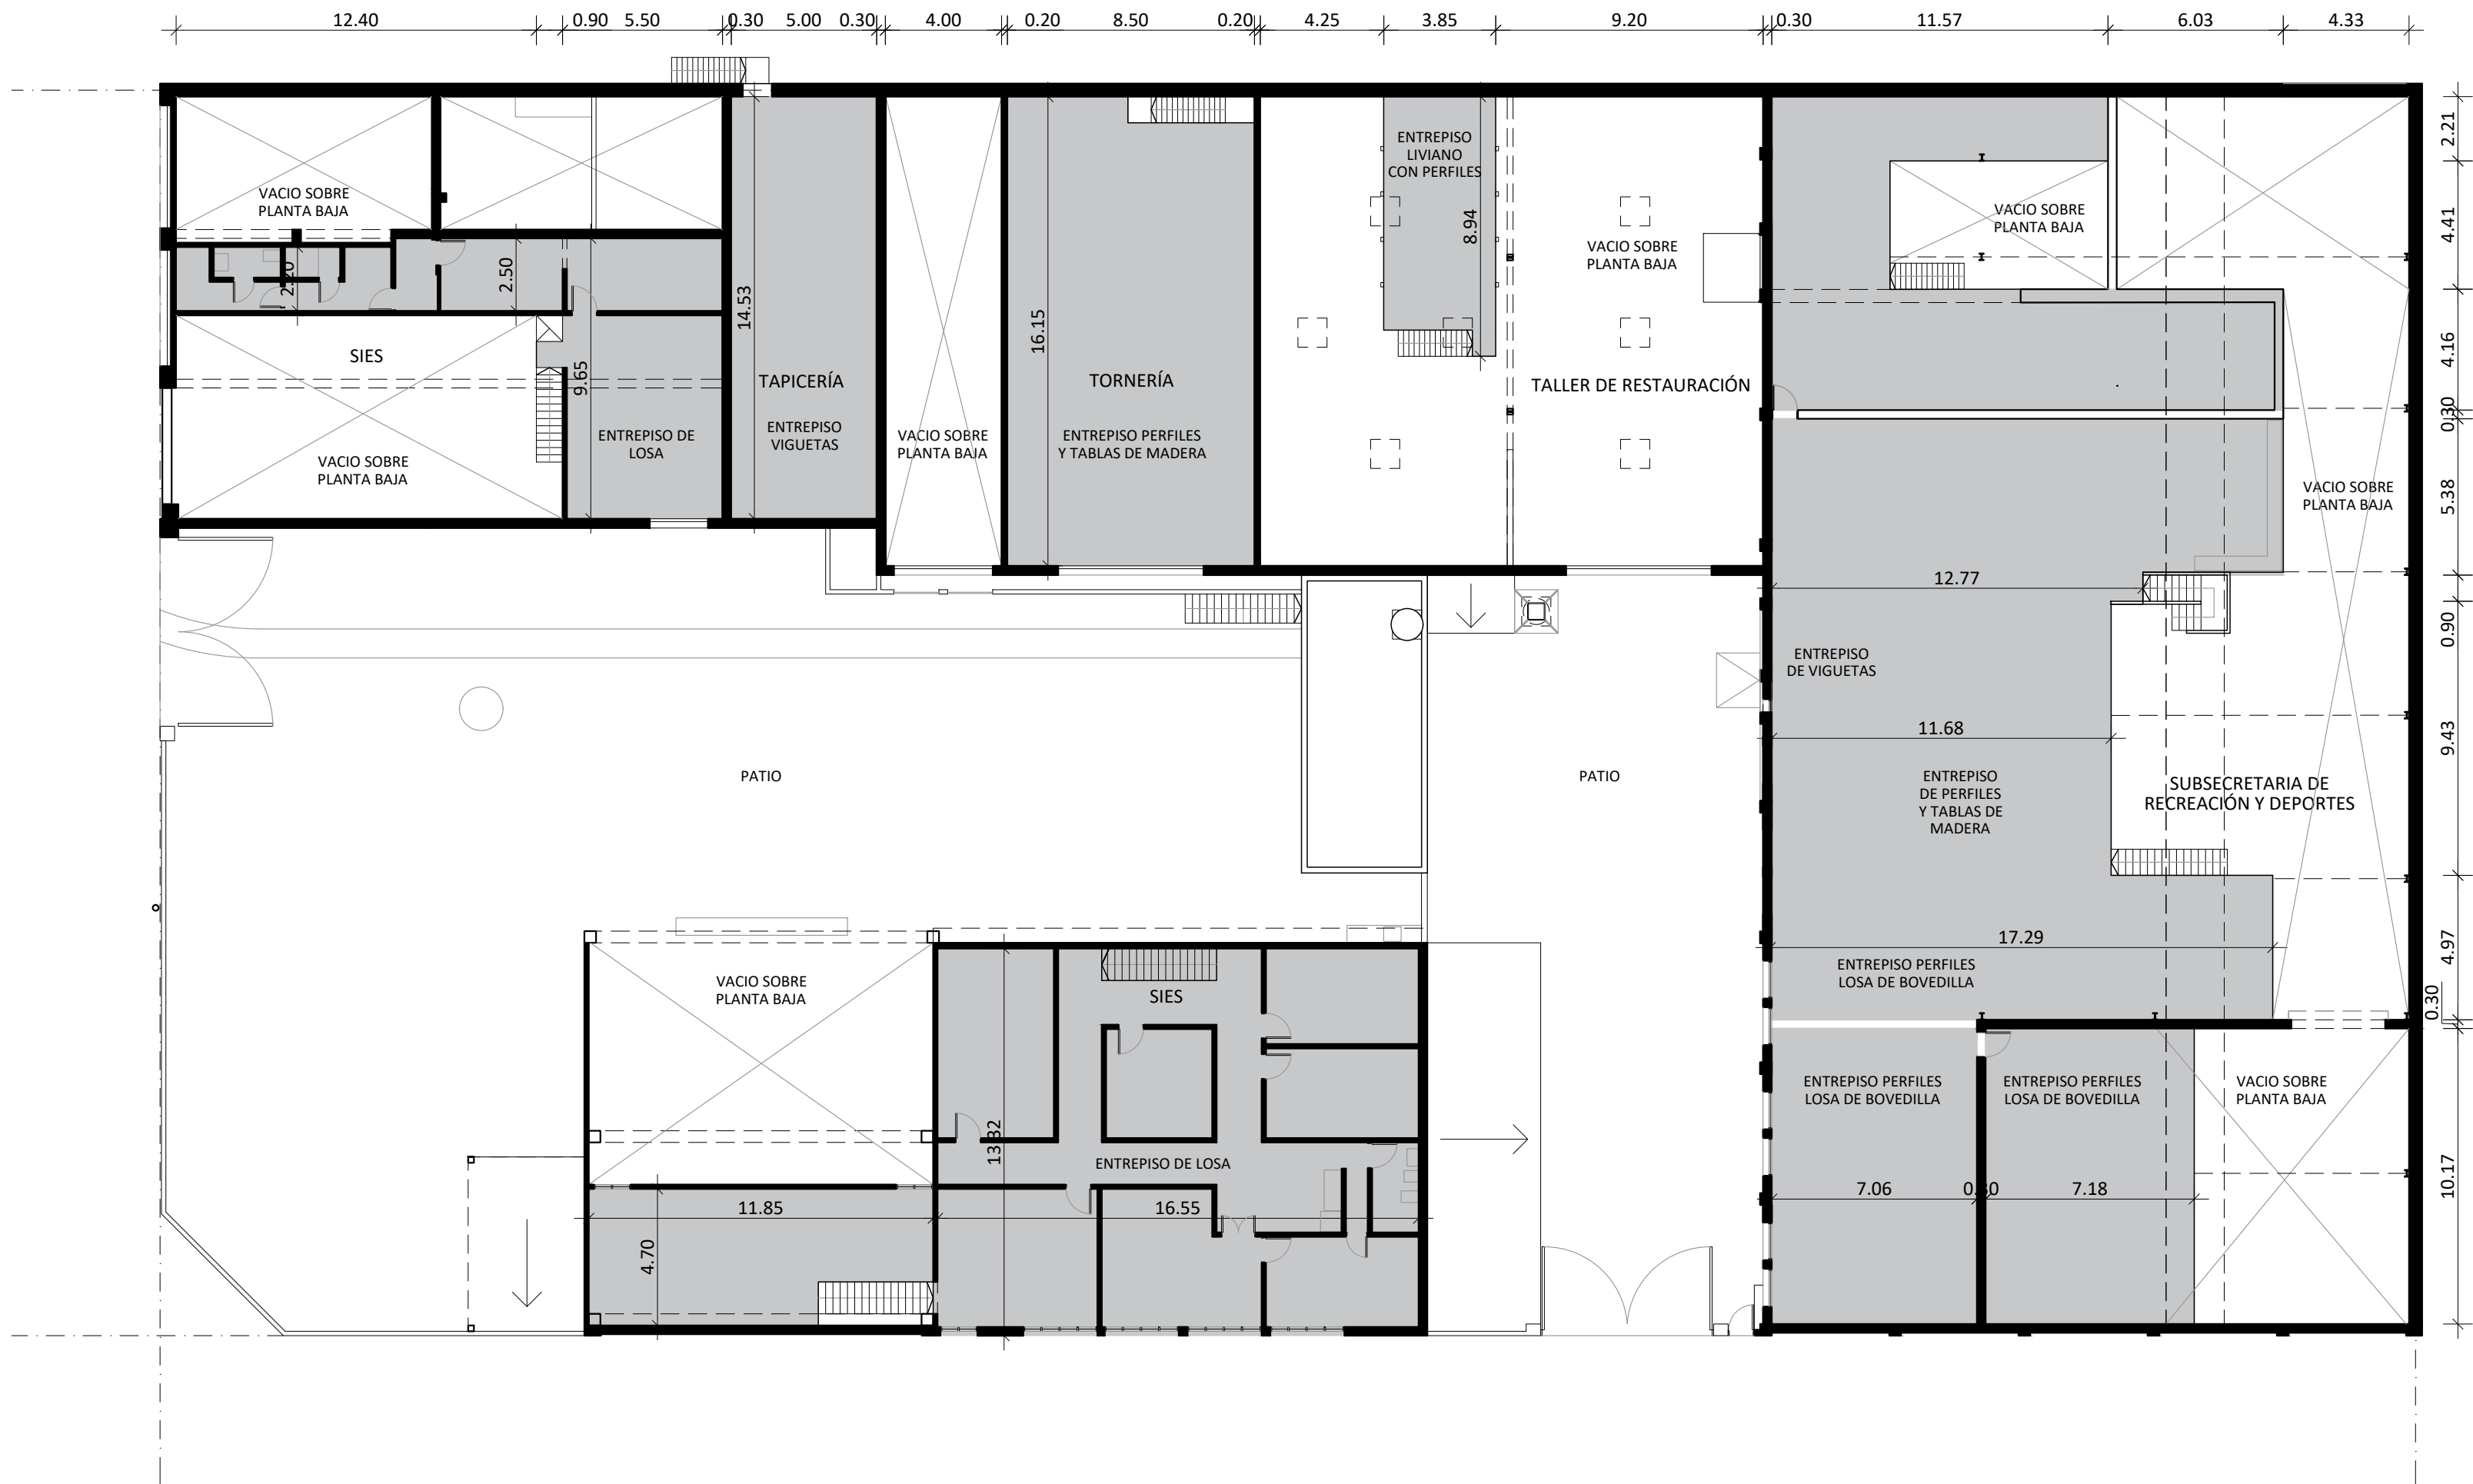 12.40
0.90
5.50
0.30
5.00
0.30
4.00
0.20
8.50
0.20
4.25
3.85
9.20
0.30
11.57
6.03
4.33
VACIO SOBRE
PLANTA BAJA
2.20
2.50
SIES
VACIO SOBRE
PLANTA BAJA
9.65
ENTREPISO DE
LOSA
14.53
TAPICERÍA
ENTREPISO
VIGUETAS
VACIO SOBRE
PLANTA BAJA
16.15
TORNERÍA
ENTREPISO PERFILES
Y TABLAS DE MADERA
ENTREPISO
LIVIANO
CON PERFILES
8.94
VACIO SOBRE
PLANTA BAJA
TALLER DE RESTAURACIÓN
VACIO SOBRE
PLANTA BAJA
VACIO SOBRE
PLANTA BAJA
2.21
4.41
4.16
0.30
5.38
0.90
9.43
4.97
0.30
10.17
12.77
ENTREPISO
DE VIGUETAS
11.68
ENTREPISO
DE PERFILES
Y TABLAS DE
MADERA
SUBSECRETARIA DE
RECREACIÓN Y DEPORTES
PATIO
PATIO
17.29
ENTREPISO PERFILES
LOSA DE BOVEDILLA
VACIO SOBRE
PLANTA BAJA
SIES
13.32
ENTREPISO DE LOSA
11.85
16.55
4.70
ENTREPISO PERFILES
LOSA DE BOVEDILLA
ENTREPISO PERFILES
LOSA DE BOVEDILLA
VACIO SOBRE
PLANTA BAJA
7.06
0.30
7.18